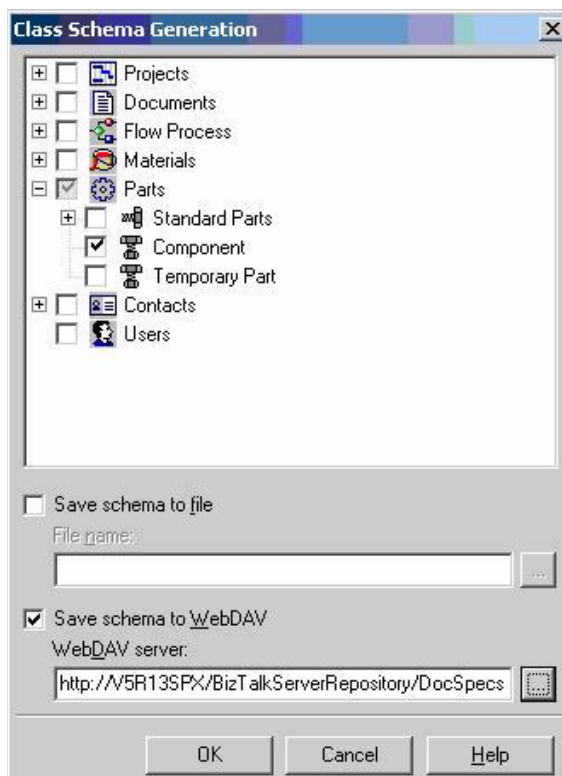 Class Schema Generation
Projects
Documents
Flow Process
Materials
Parts
Standard Parts
Component
Temporary Part
Contacts
Users
Save schema to file
File name:
...
Save schema to WebDAV
WebDAV server:
http://V5R13SPX/BizTalkServerRepository/DocSpecs
...
OK Cancel Help